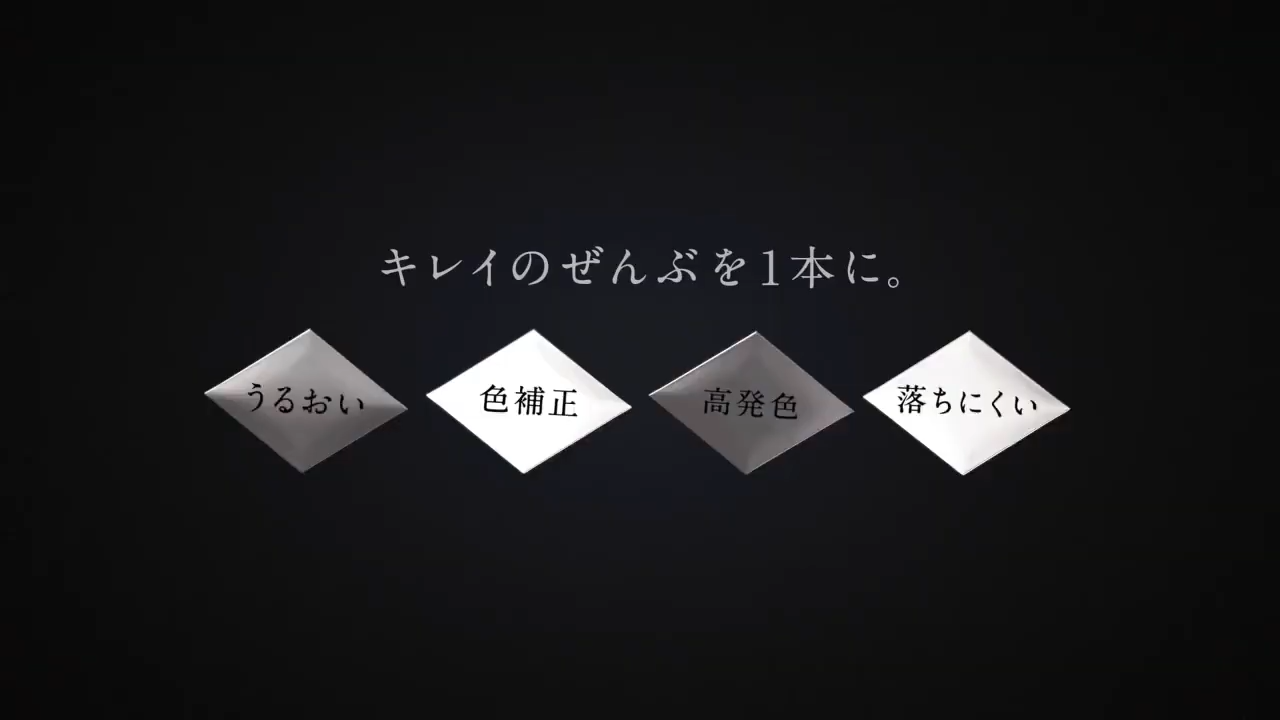 キレイのぜんぶを1本に。
うるおい
色補正
高発色
落ちにくい